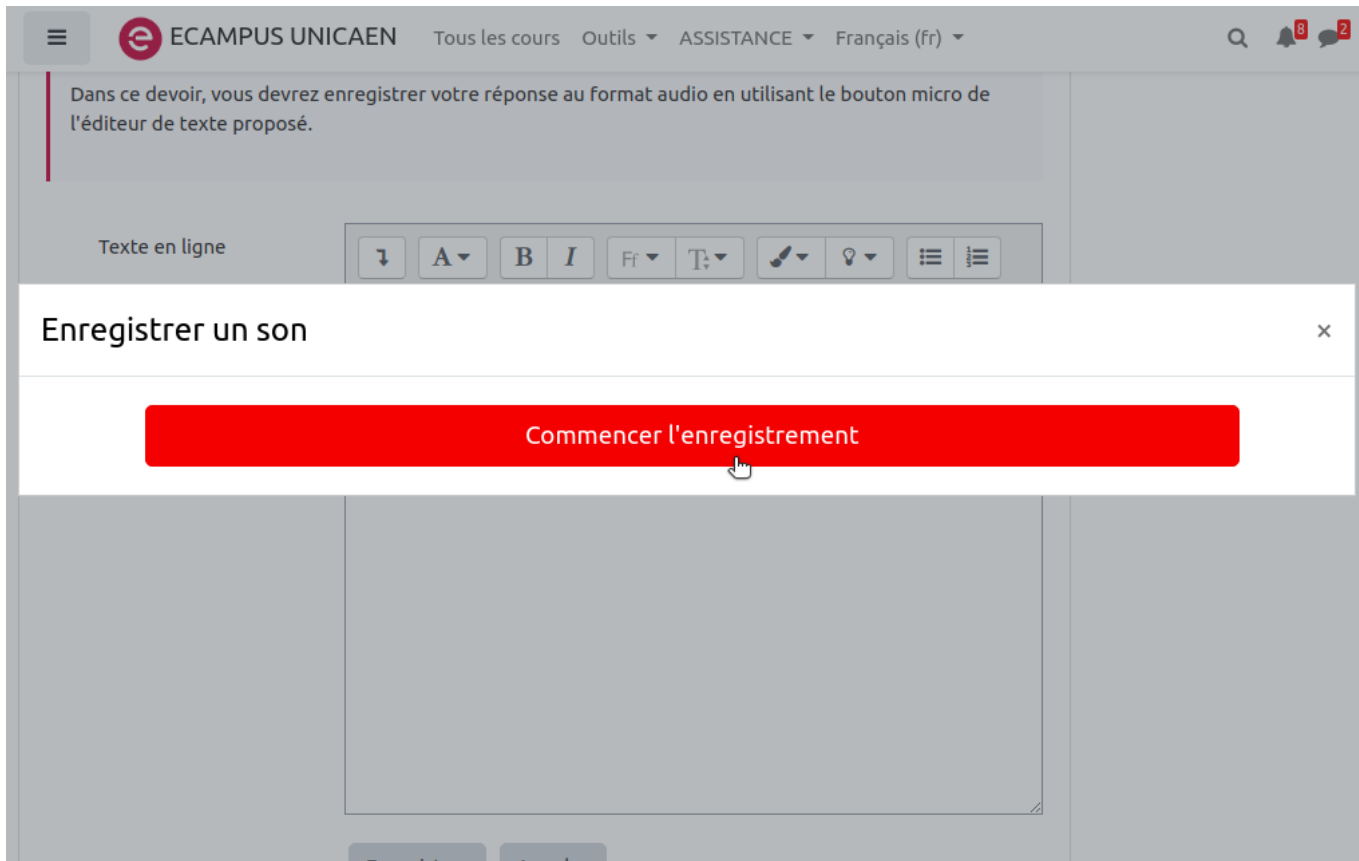 ECAMPUS UNICAEN Tous les cours Outils ASSISTANCE Français (fr) 8 2
Dans ce devoir, vous devrez enregistrer votre réponse au format audio en utilisant le bouton micro de
l'éditeur de texte proposé.
Texte en ligne
A B I Ff T
Enregistrer un son ×
Commencer l'enregistrement